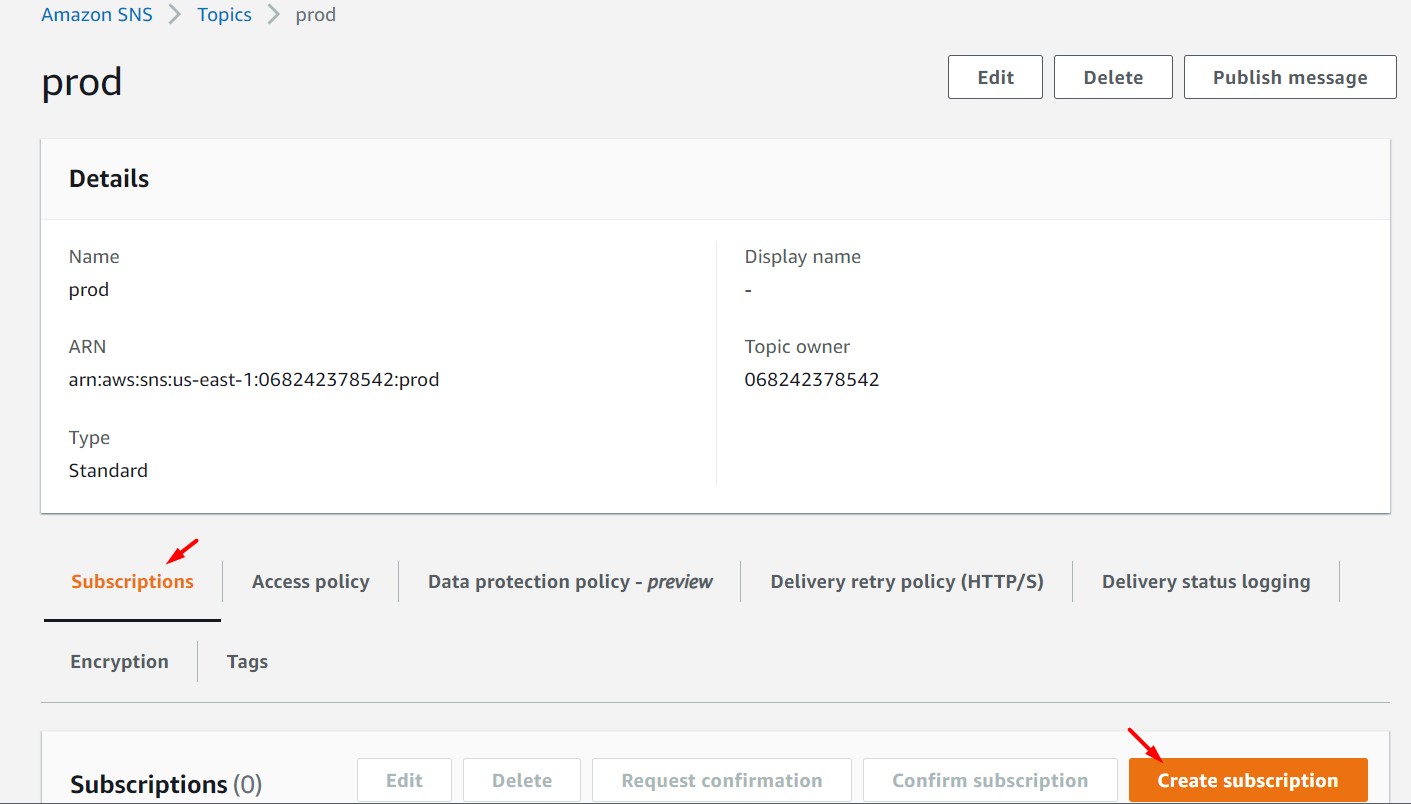 Amazon SNS > Topics > prod
prod
Edit Delete Publish message
Details
Name Display name
prod -
ARN Topic owner
arn:aws:sns:us-east-1:068242378542:prod 068242378542
Type
Standard
Subscriptions Access policy Data protection policy - preview Delivery retry policy (HTTP/S) Delivery status logging
Encryption Tags
Subscriptions (0) Edit Delete Request confirmation Confirm subscription Create subscription